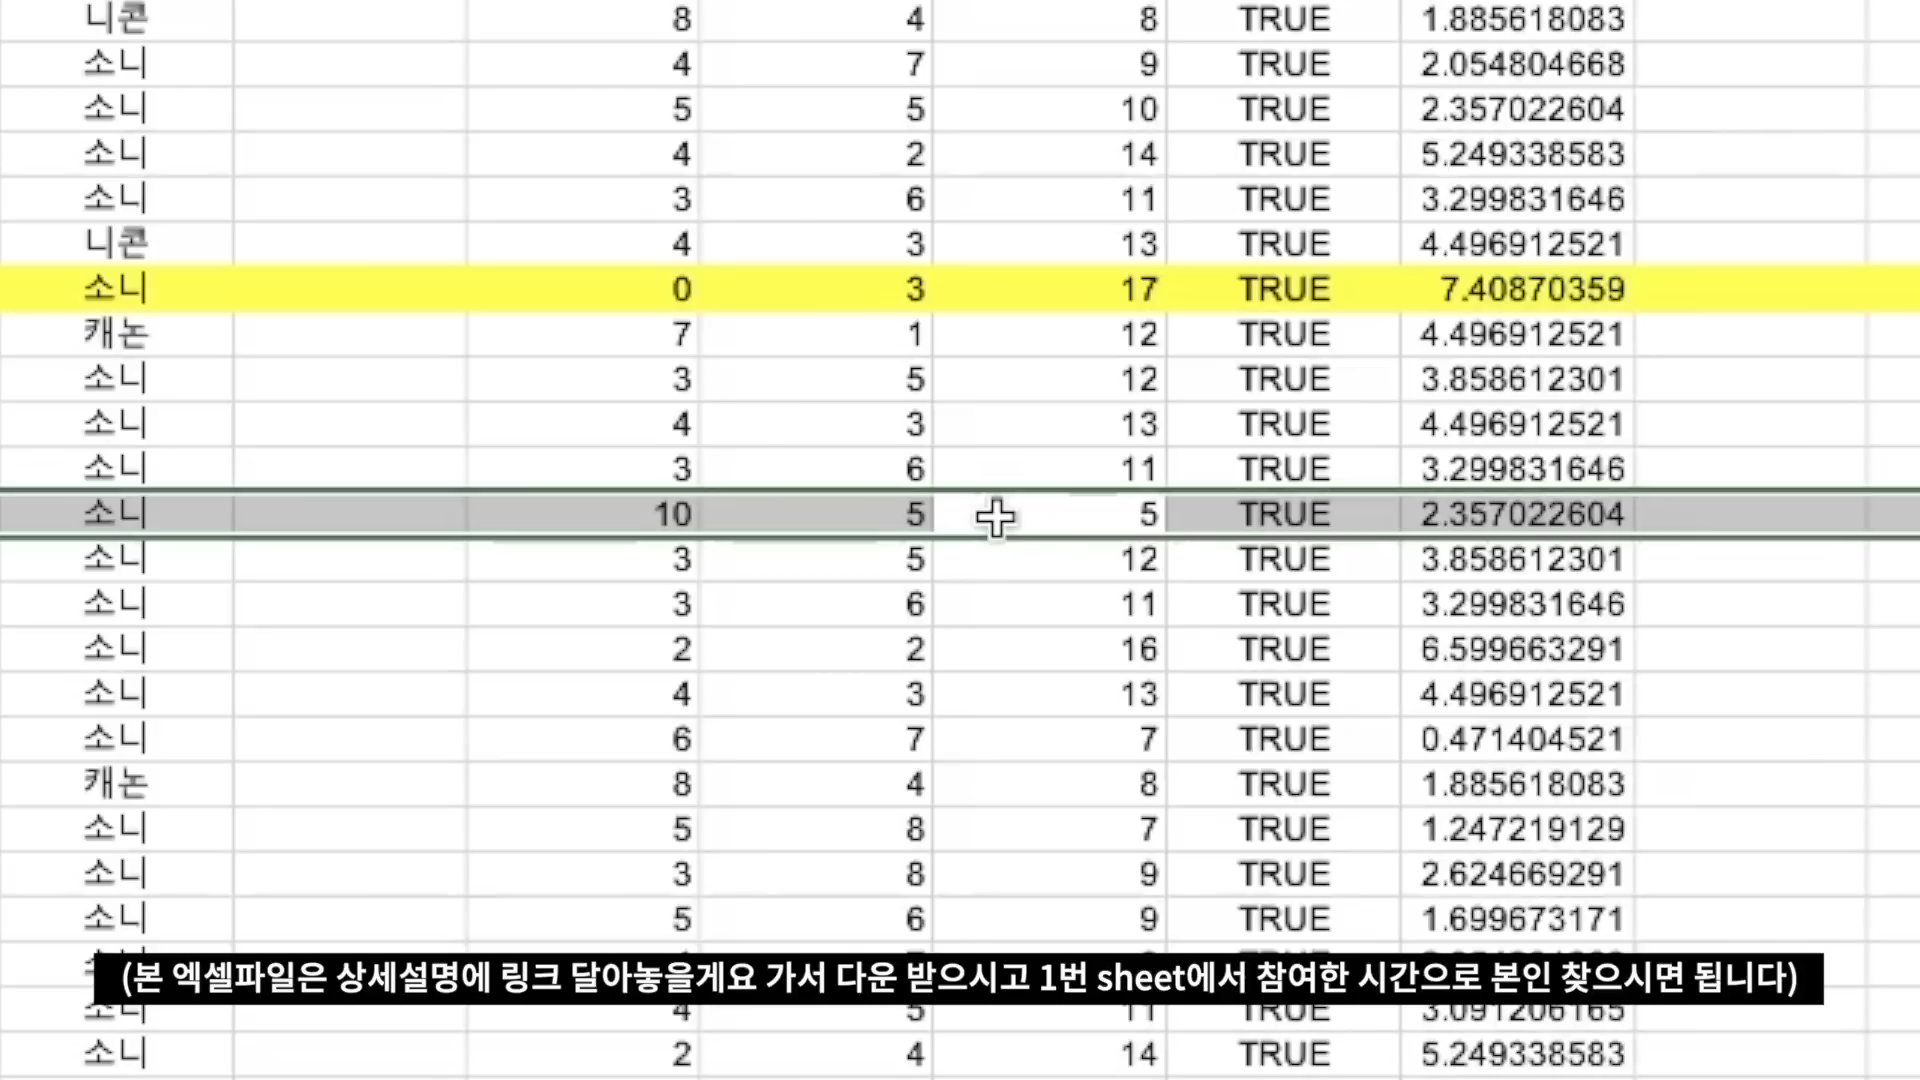 니콘 8 4 8 TRUE 1.885618083
소니 4 7 9 TRUE 2.054804668
소니 5 5 10 TRUE 2.357022604
소니 4 2 14 TRUE 5.249338583
소니 3 6 11 TRUE 3.299831646
니콘 4 3 13 TRUE 4.496912521
소니 0 3 17 TRUE 7.40870359
캐논 7 1 12 TRUE 4.496912521
소니 3 5 12 TRUE 3.858612301
소니 4 3 13 TRUE 4.496912521
소니 3 6 11 TRUE 3.299831646
소니 10 5 5 TRUE 2.357022604
소니 3 5 12 TRUE 3.858612301
소니 3 6 11 TRUE 3.299831646
소니 2 2 16 TRUE 6.599663291
소니 4 3 13 TRUE 4.496912521
소니 6 7 7 TRUE 0.471404521
캐논 8 4 8 TRUE 1.885618083
소니 5 8 7 TRUE 1.247219129
소니 3 8 9 TRUE 2.624669291
소니 5 6 9 TRUE 1.699673171
(본 엑셀파일은 상세설명에 링크 달아놓을게요 가서 다운 받으시고 1번 sheet에서 참여한 시간으로 본인 찾으시면 됩니다)
소니 4 5 11 TRUE 3.091206165
소니 2 4 14 TRUE 5.249338583